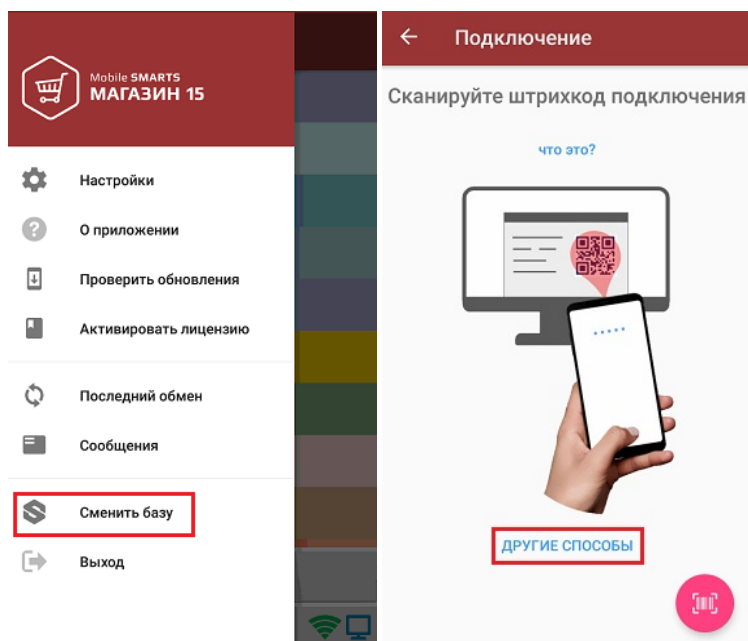 Mobile SMARTS
МАГАЗИН 15
Настройки
О приложении
Проверить обновления
Активировать лицензию
Последний обмен
Сообщения
Сменить базу
Выход
Подключение
Сканируйте штрихкод подключения
что это?
ДРУГИЕ СПОСОБЫ